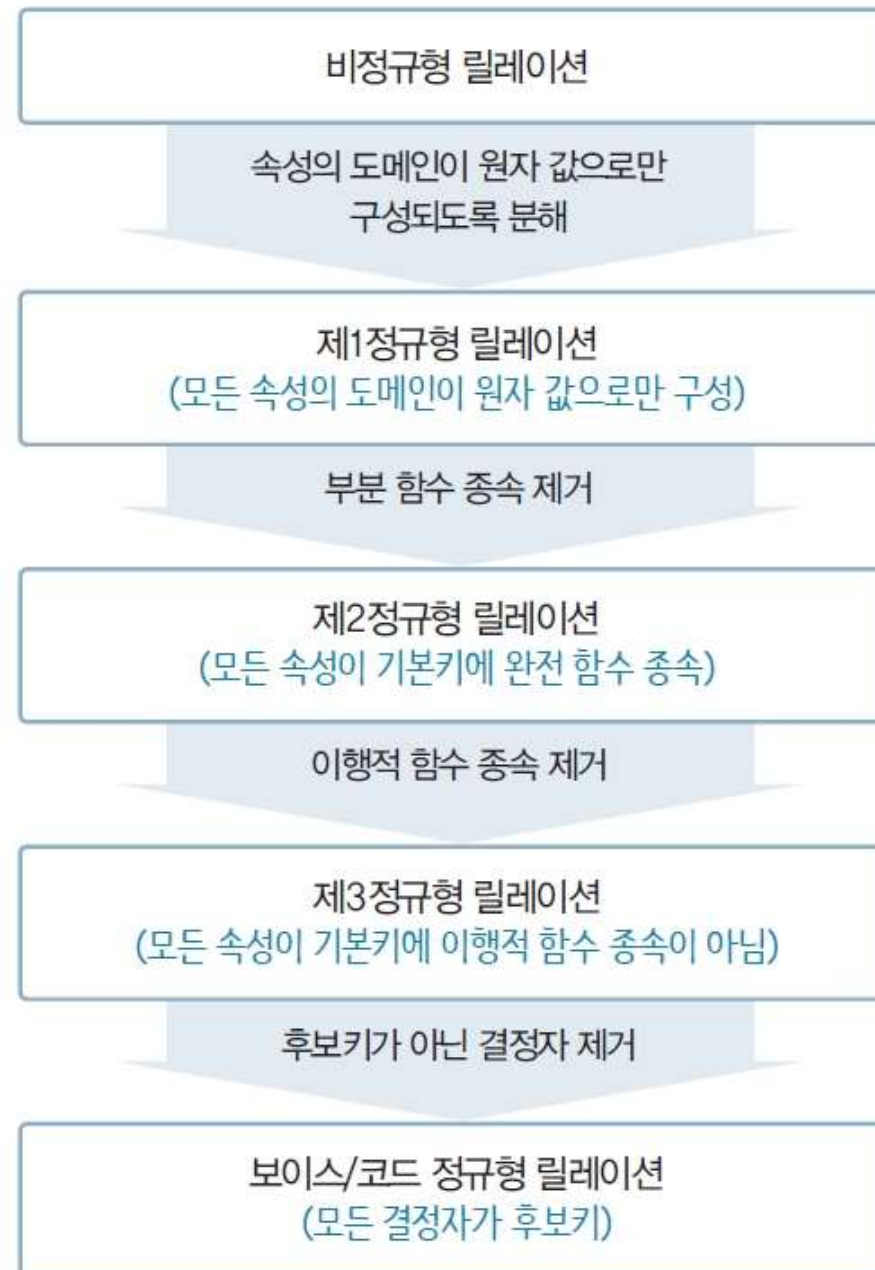 비정규형 릴레이션
속성의 도메인이 원자 값으로만
구성되도록 분해
제1정규형 릴레이션
(모든 속성의 도메인이 원자 값으로만 구성)
부분 함수 종속 제거
제2정규형 릴레이션
(모든 속성이 기본키에 완전 함수 종속)
이행적 함수 종속 제거
제3정규형 릴레이션
(모든 속성이 기본키에 이행적 함수 종속이 아님)
후보키가 아닌 결정자 제거
보이스/코드 정규형 릴레이션
(모든 결정자가 후보키)